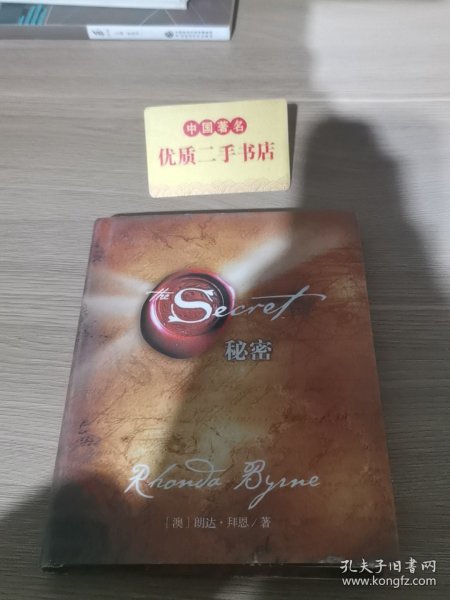 中国著名
优质二手书店
the Secret
秘密
Rhonda Byrne
[澳]朗达·拜恩/著
孔夫子旧书网
www.kongfz.com